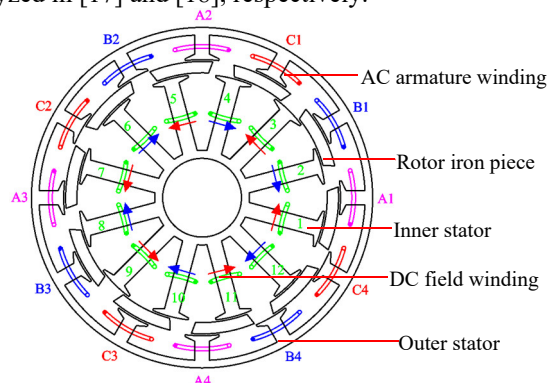 yzed in [17] and [18], respectively.
A2
B2
C1
AC armature winding
C2
5
4
B1
6
3
Rotor iron piece
7
2
A3
A1
Inner stator
8
1
9
12
DC field winding
B3
10
11
C4
C3
B4
Outer stator
A4